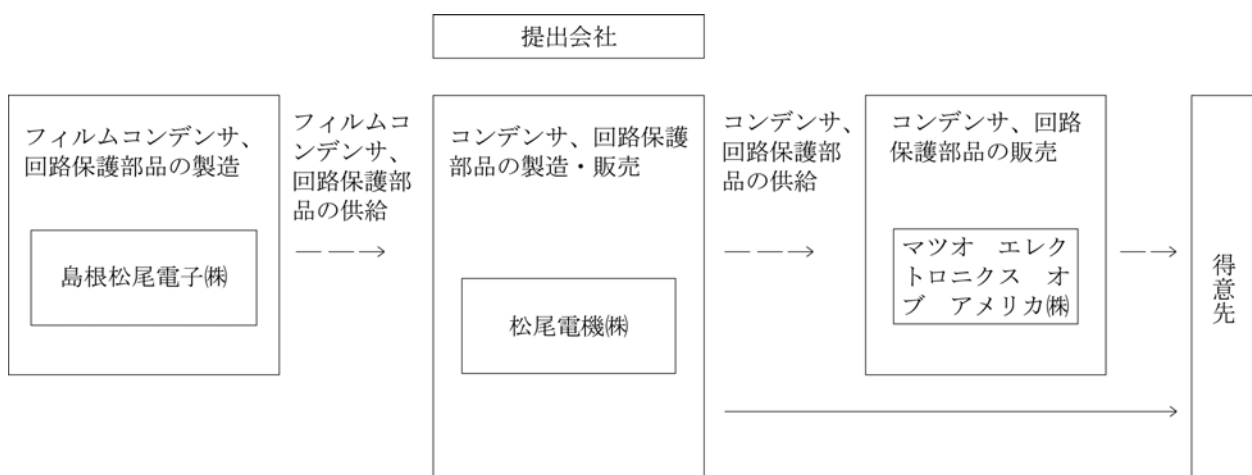 提出会社
フィルムコンデンサ、
回路保護部品の製造
島根松尾電子㈱
フィルムコ
ンデンサ、
回路保護部
品の供給
コンデンサ、回路保護
部品の製造・販売
松尾電機㈱
コンデンサ、
回路保護部
品の供給
コンデンサ、回路
保護部品の販売
マツオ　エレク
トロニクス　オ
ブ　アメリカ㈱
得意先